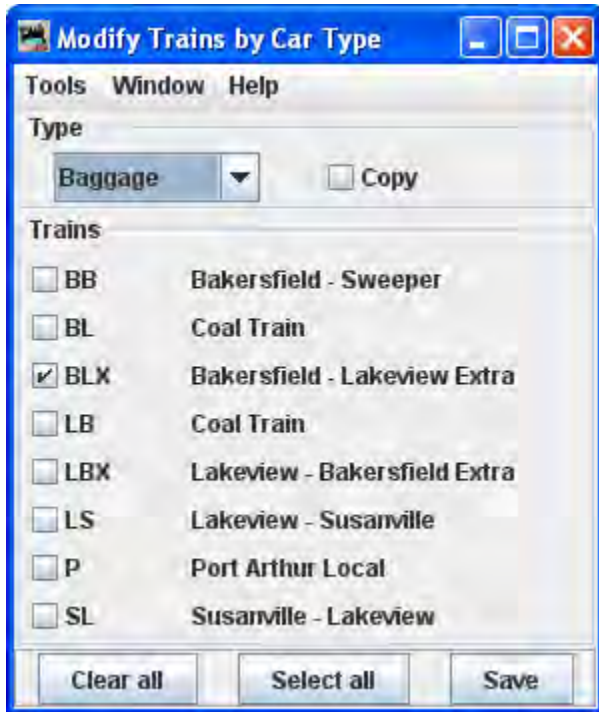 Modify Trains by Car Type
Tools Window Help
Type
Baggage Copy
Trains
BB Bakersfield - Sweeper
BL Coal Train
BLX Bakersfield - Lakeview Extra
LB Coal Train
LBX Lakeview - Bakersfield Extra
LS Lakeview - Susanville
P Port Arthur Local
SL Susanville - Lakeview
Clear all Select all Save